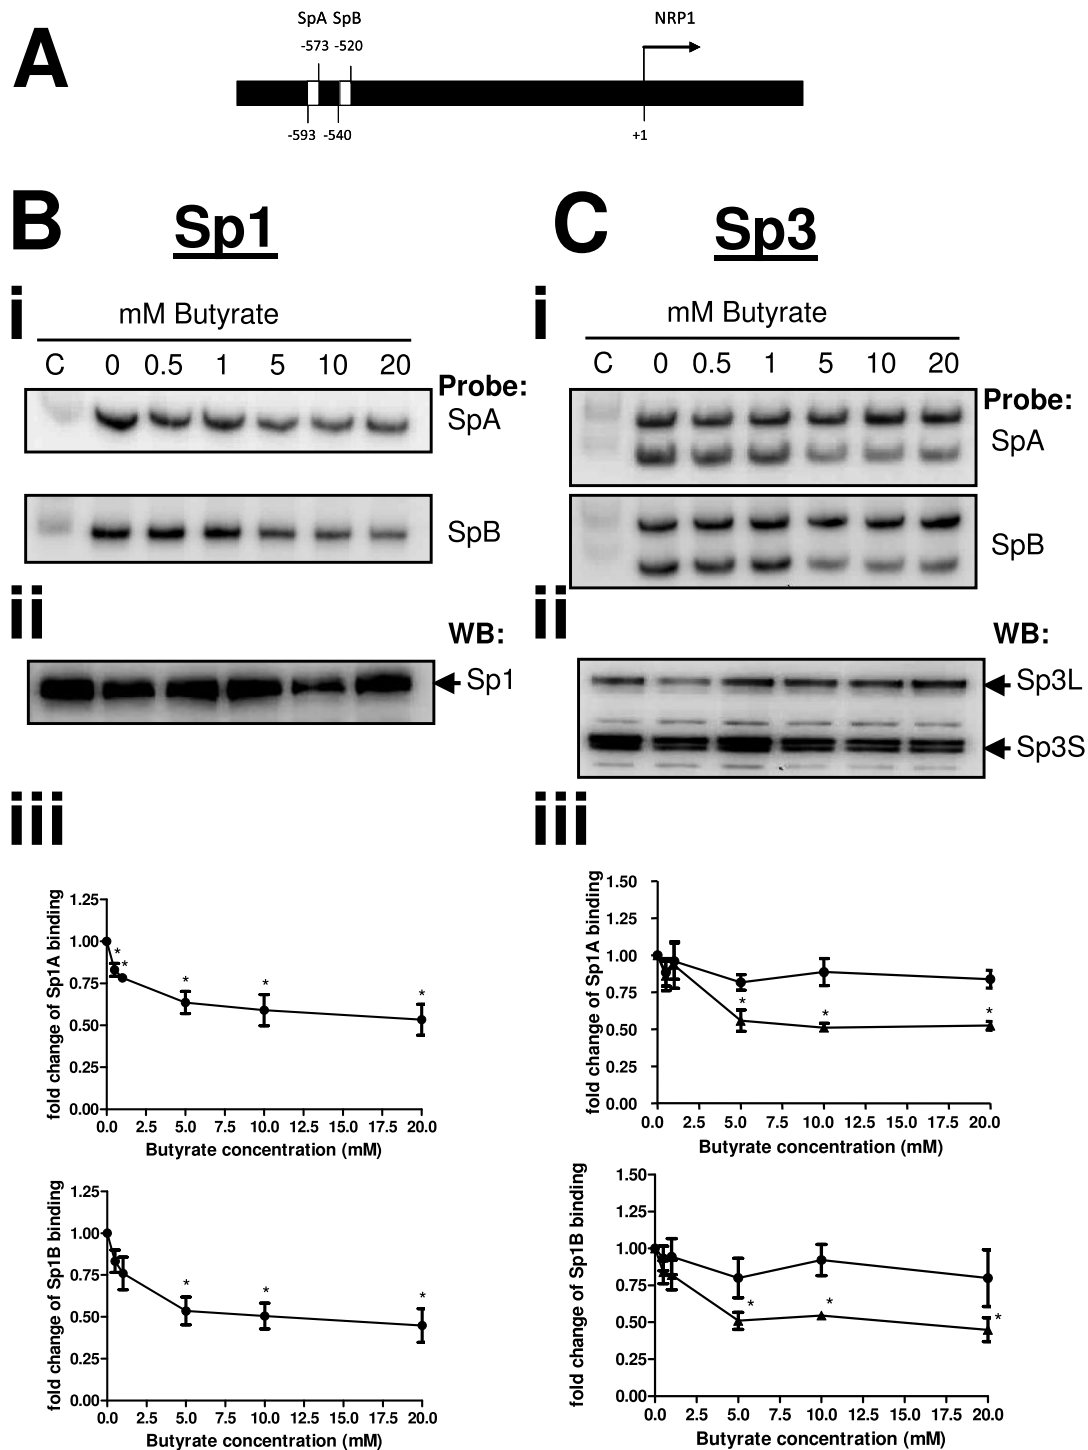 A
SpA SpB NRP1
-573 -520
-593 -540 +1
B Sp1
i
mM Butyrate
C 0 0.5 1 5 10 20
Probe:
SpA
SpB
ii
WB:
Sp1
iii
fold change of Sp1A binding
1.25
1.00
0.75
0.50
0.25
0.00
* * * * *
0.0 2.5 5.0 7.5 10.0 12.5 15.0 17.5 20.0
Butyrate concentration (mM)
fold change of Sp1B binding
1.25
1.00
0.75
0.50
0.25
0.00
* * *
0.0 2.5 5.0 7.5 10.0 12.5 15.0 17.5 20.0
Butyrate concentration (mM)
C Sp3
i
mM Butyrate
C 0 0.5 1 5 10 20
Probe:
SpA
SpB
ii
WB:
Sp3L
Sp3S
iii
fold change of Sp1A binding
1.50
1.25
1.00
0.75
0.50
0.25
0.00
* * *
0.0 2.5 5.0 7.5 10.0 12.5 15.0 17.5 20.0
Butyrate concentration (mM)
fold change of Sp1B binding
1.50
1.25
1.00
0.75
0.50
0.25
0.00
* * *
0.0 2.5 5.0 7.5 10.0 12.5 15.0 17.5 20.0
Butyrate concentration (mM)